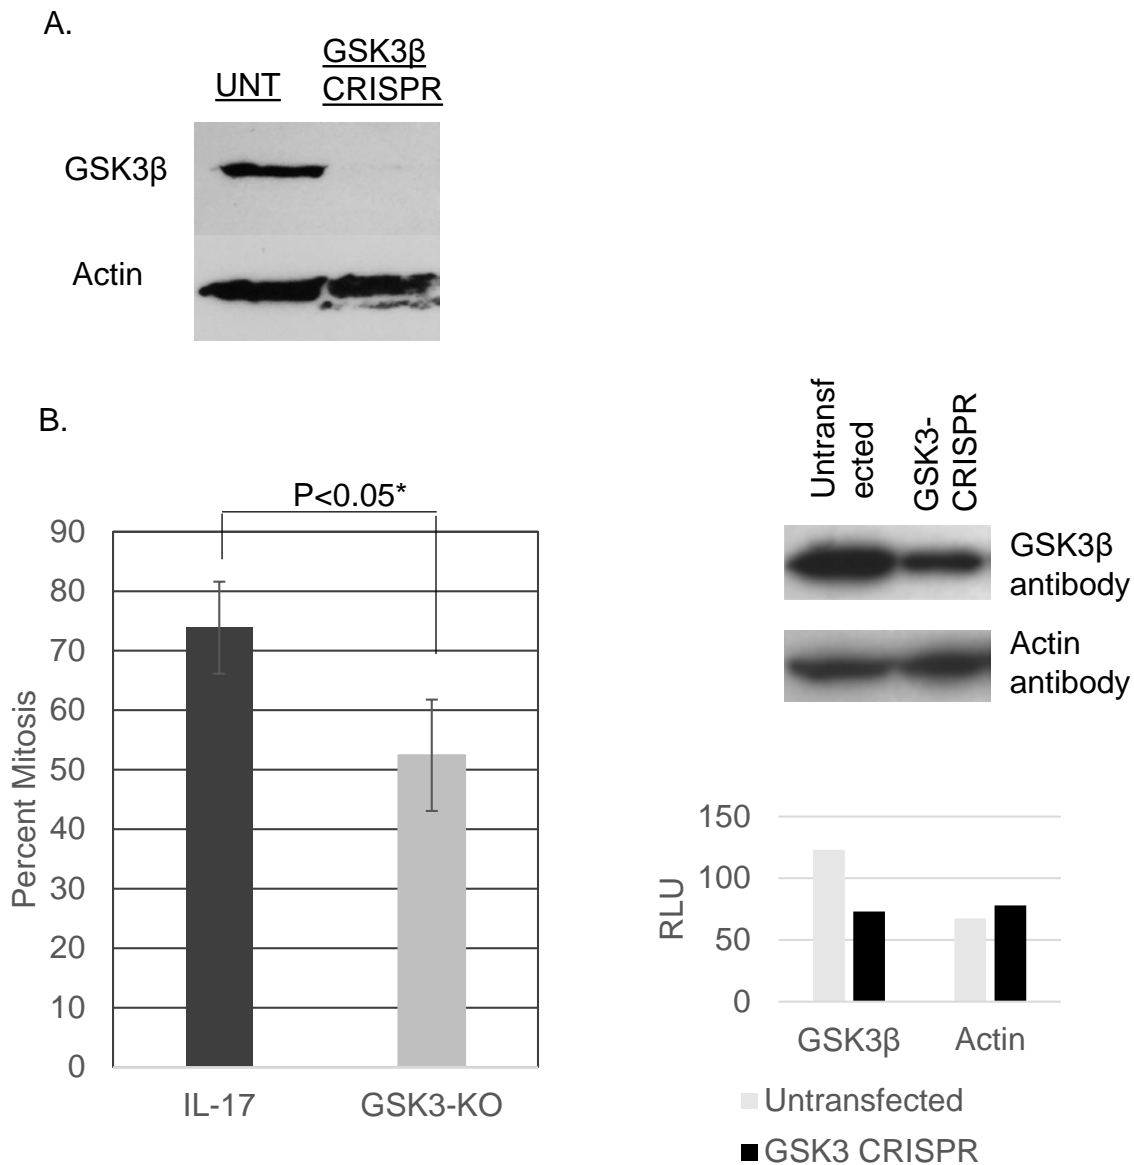 A.
UNT
GSK3β
CRISPR
GSK3β
Actin
B.
P<0.05*
90
80
70
60
50
40
30
20
10
0
Percent Mitosis
IL-17
GSK3-KO
Untransf
ected
GSK3-
CRISPR
GSK3β
antibody
Actin
antibody
150
100
50
0
RLU
GSK3β
Actin
Untransfected
GSK3 CRISPR